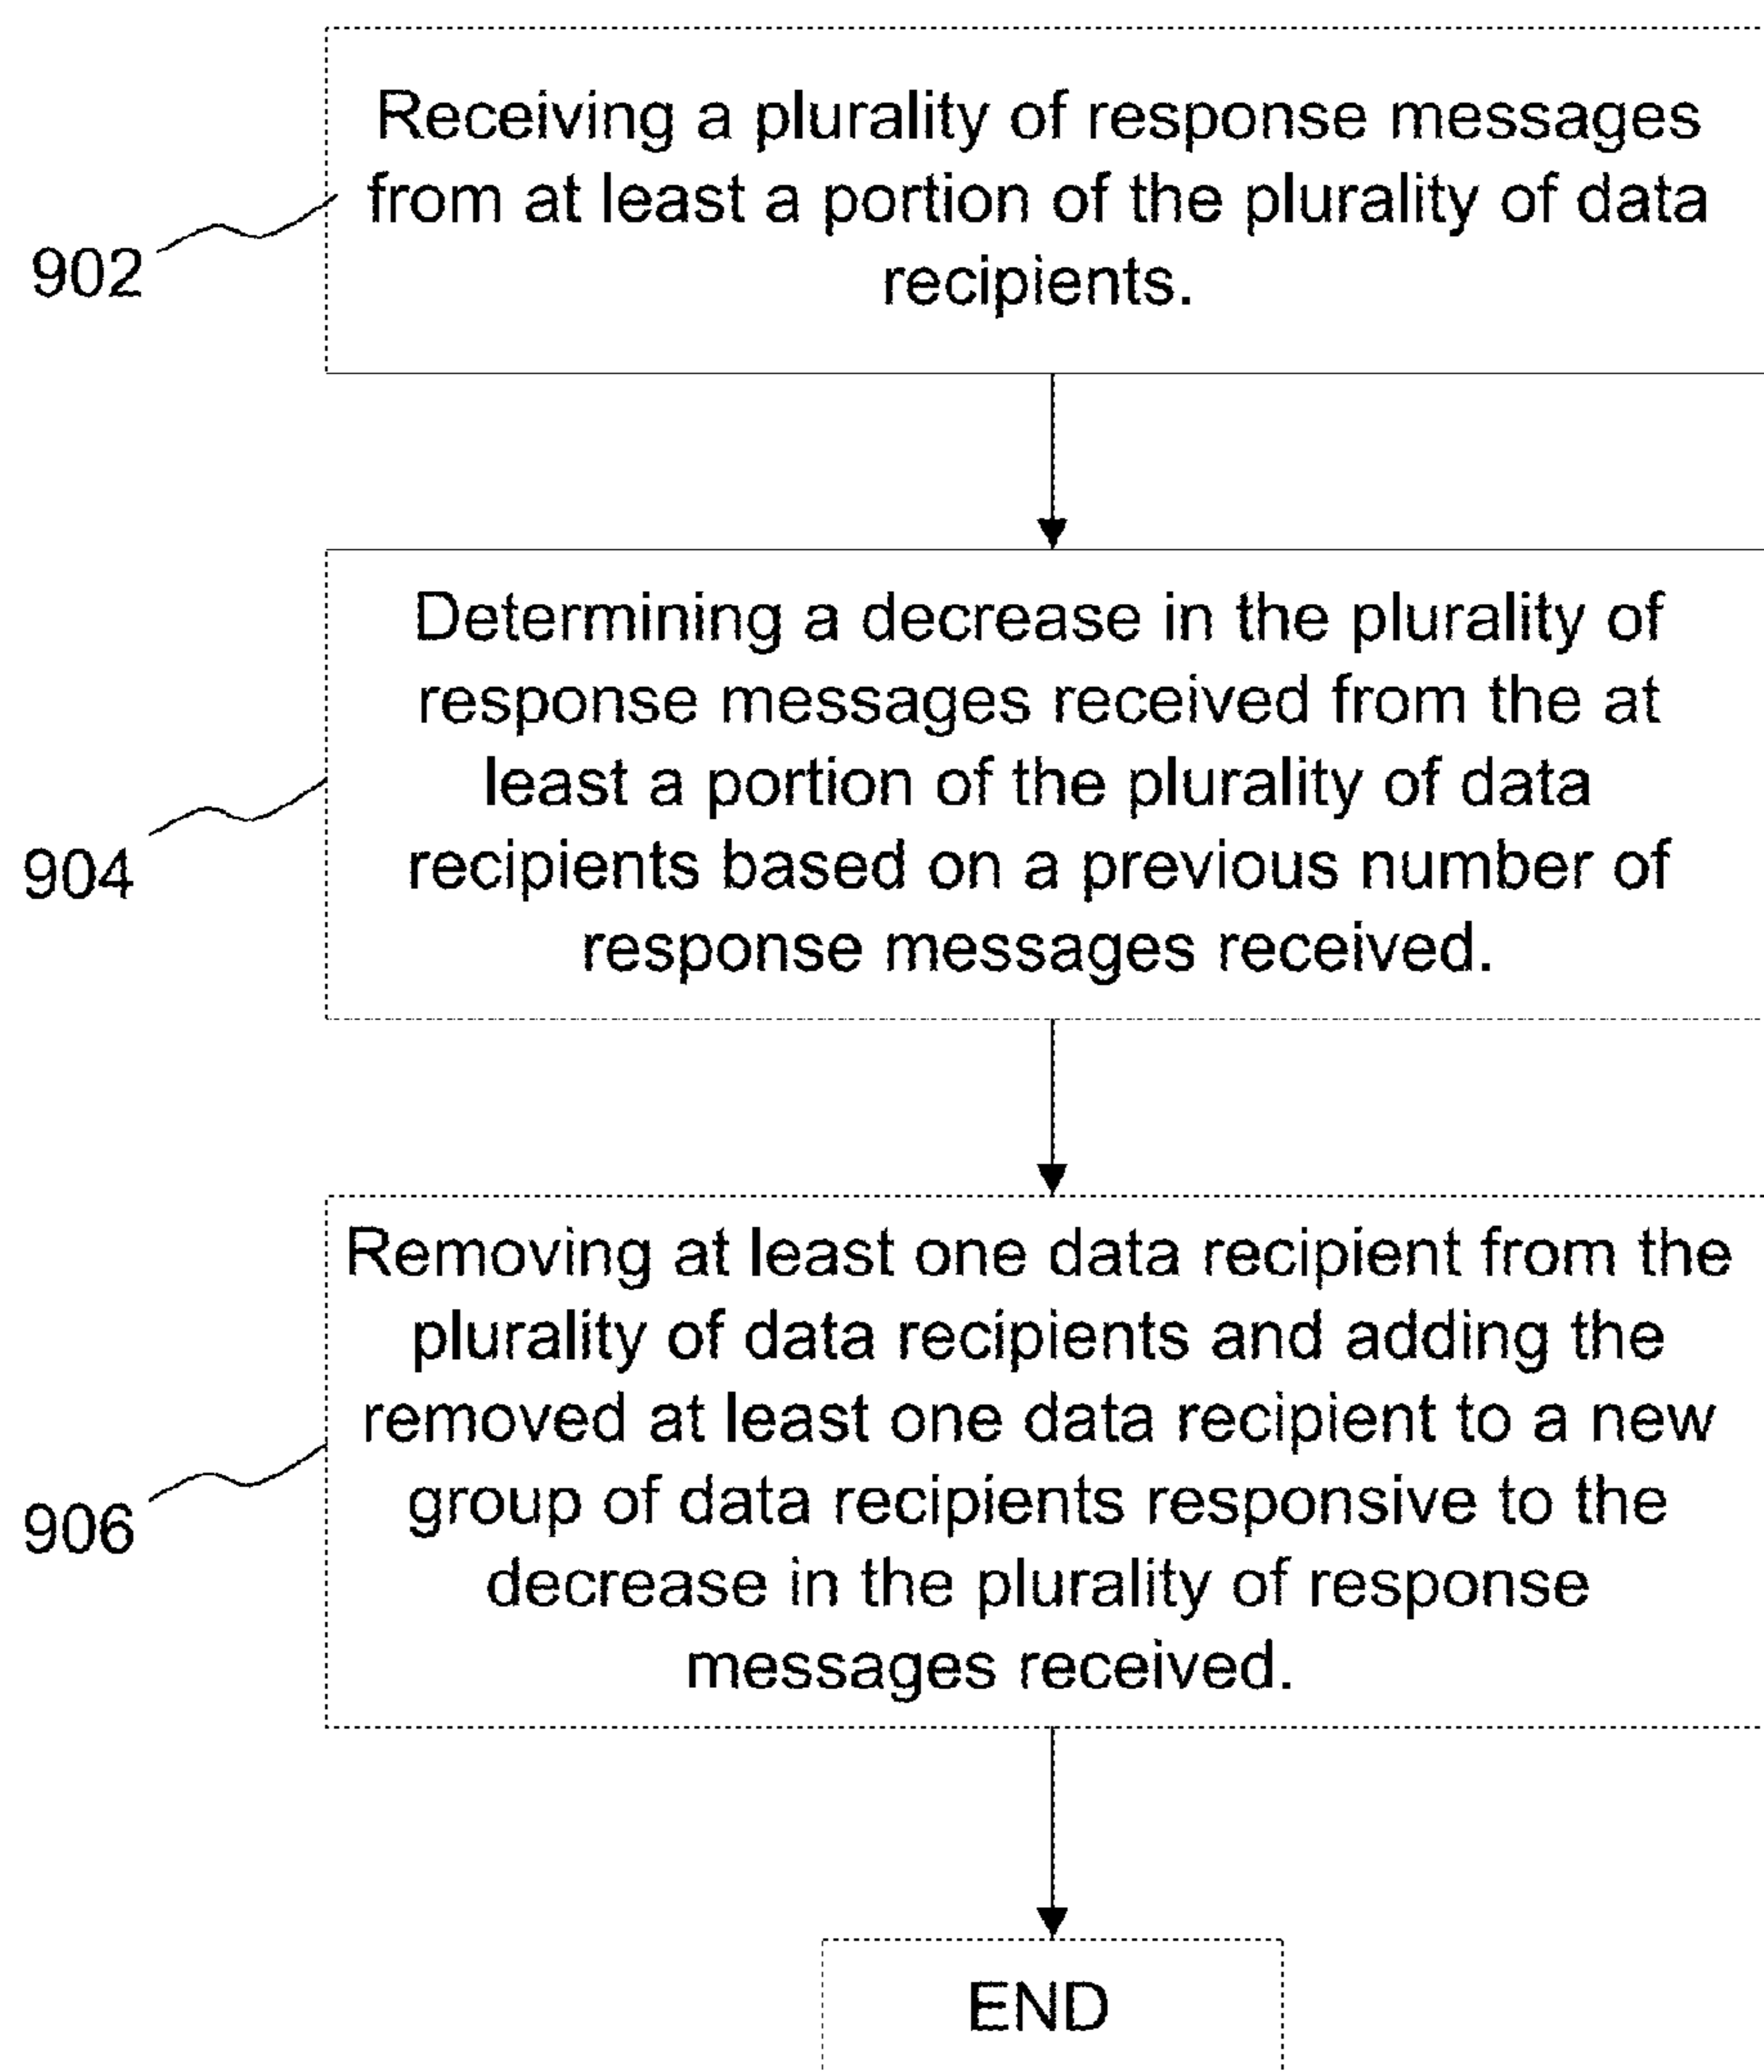 Receiving a plurality of response messages
from at least a portion of the plurality of data
recipients.
902
Determining a decrease in the plurality of
response messages received from the at
least a portion of the plurality of data
recipients based on a previous number of
response messages received.
904
Removing at least one data recipient from the
plurality of data recipients and adding the
removed at least one data recipient to a new
group of data recipients responsive to the
decrease in the plurality of response
messages received.
906
END